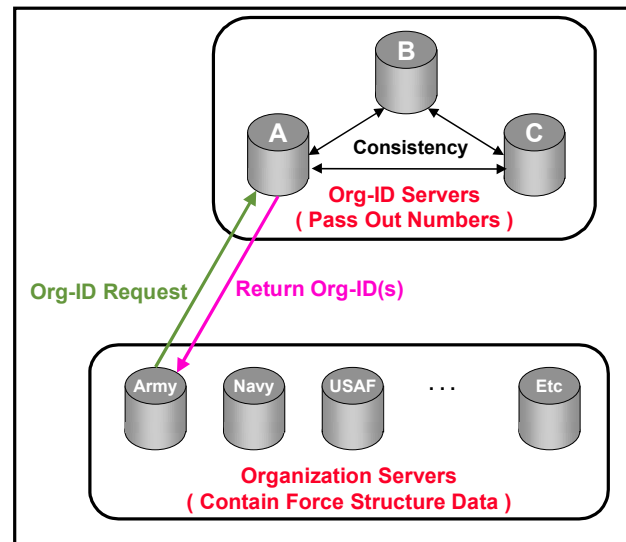 B
A
C
Consistency
Org-ID Servers
( Pass Out Numbers )
Org-ID Request
Return Org-ID(s)
Army
Navy
USAF
. . .
Etc
Organization Servers
( Contain Force Structure Data )